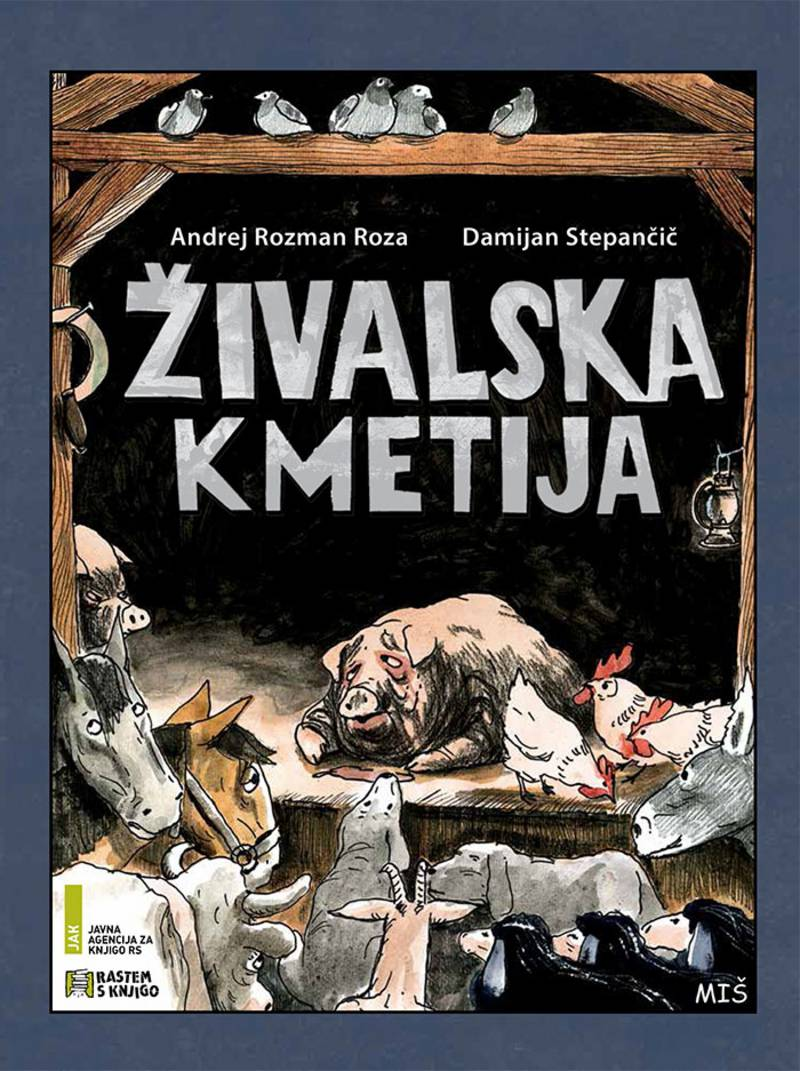 Andrej Rozman Roza Damijan Stepančič
ŽIVALSKA
KMETIJA
JAK
JAVNA
AGENCIJA ZA
KNJIGO RS
RASTEM
S KNJIGO
MIŠ